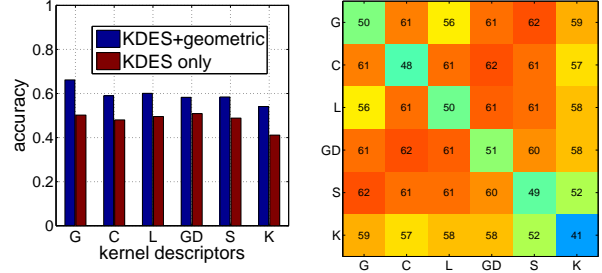 1
0.8
0.6
0.4
0.2
0
accuracy
KDES+geometric
KDES only
G C L GD S K
kernel descriptors
G 50 61 56 61 62 59
C 61 48 61 62 61 57
L 56 61 50 61 61 58
GD 61 62 61 51 60 58
S 62 61 61 60 49 52
K 59 57 58 58 52 41
G C L GD S K